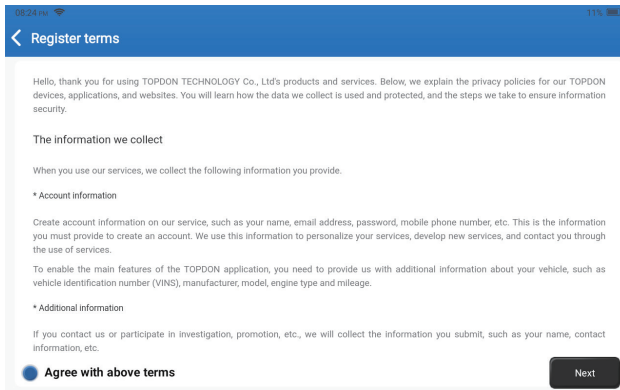 08:24 PM 11%
Register terms
Hello, thank you for using TOPDON TECHNOLOGY Co., Ltd's products and services. Below, we explain the privacy policies for our TOPDON
devices, applications, and websites. You will learn how the data we collect is used and protected, and the steps we take to ensure information
security.
The information we collect
When you use our services, we collect the following information you provide.
* Account information
Create account information on our service, such as your name, email address, password, mobile phone number, etc. This is the information
you must provide to create an account. We use this information to personalize your services, develop new services, and contact you through
the use of services.
To enable the main features of the TOPDON application, you need to provide us with additional information about your vehicle, such as
vehicle identification number (VINS), manufacturer, model, engine type and mileage.
* Additional information
If you contact us or participate in investigation, promotion, etc., we will collect the information you submit, such as your name, contact
information, etc.
Agree with above terms
Next